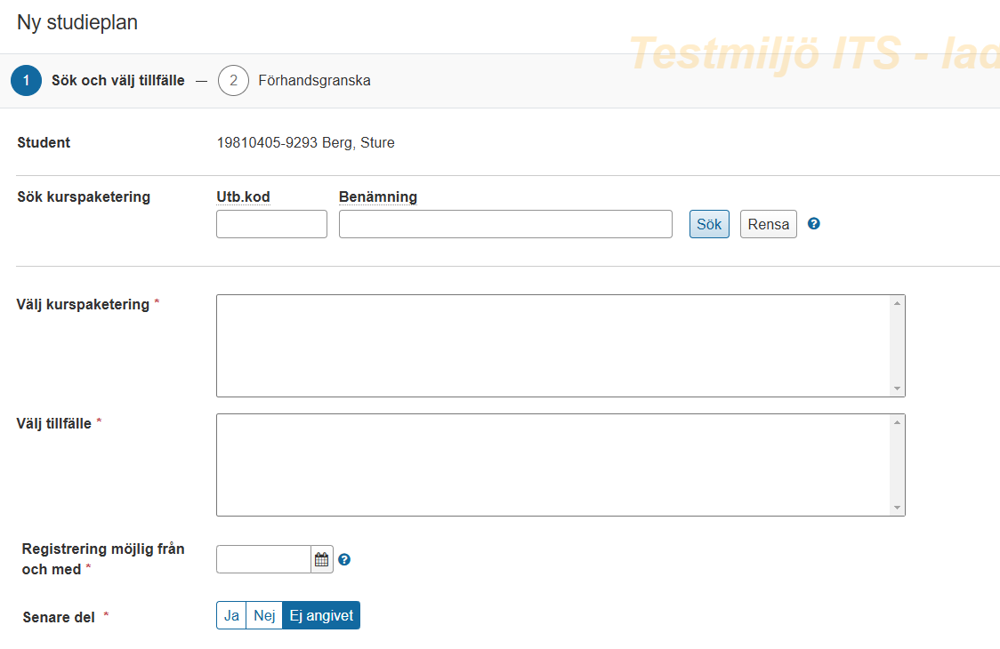 Ny studieplan
Testmiljö ITS - lad
1 Sök och välj tillfälle — 2 Förhandsgranska
Student 19810405-9293 Berg, Sture
Sök kurspaketering Utb.kod Benämning
Sök Rensa ?
Välj kurspaketering *
Välj tillfälle *
Registrering möjlig från
och med * ?
Senare del * Ja Nej Ej angivet